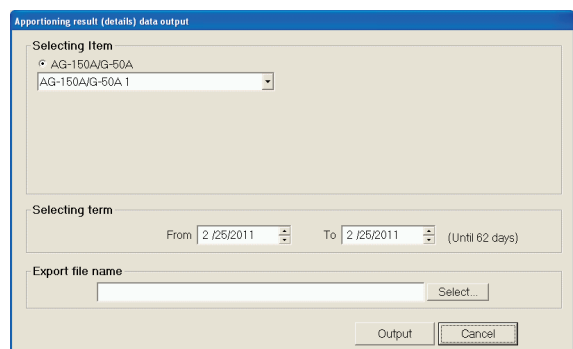 Apportioning result (details) data output
Selecting Item
AG-150A/G-50A
AG-150A/G-50A 1
Selecting term
From 2 /25/2011 To 2 /25/2011 (Until 62 days)
Export file name
Select...
Output Cancel